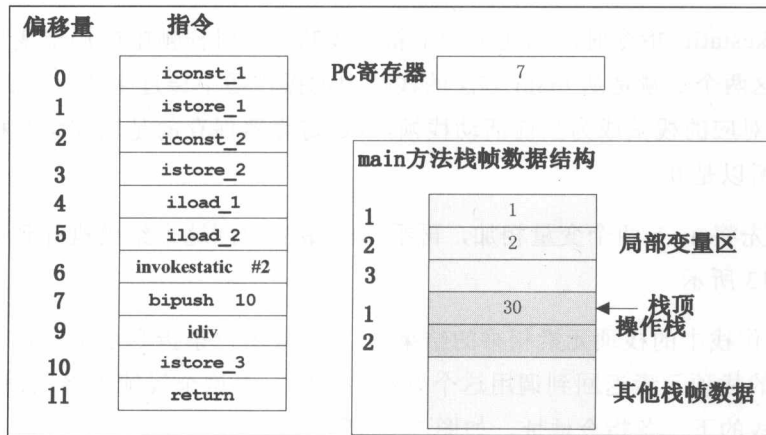 偏移量 指令
0 iconst_1
1 istore_1
2 iconst_2
3 istore_2
4 iload_1
5 iload_2
6 invokestatic #2
7 bipush 10
9 idiv
10 istore_3
11 return
PC寄存器 7
main方法栈帧数据结构
1 1
2 2 局部变量区
3
1 30 栈顶
操作栈
2
其他栈帧数据